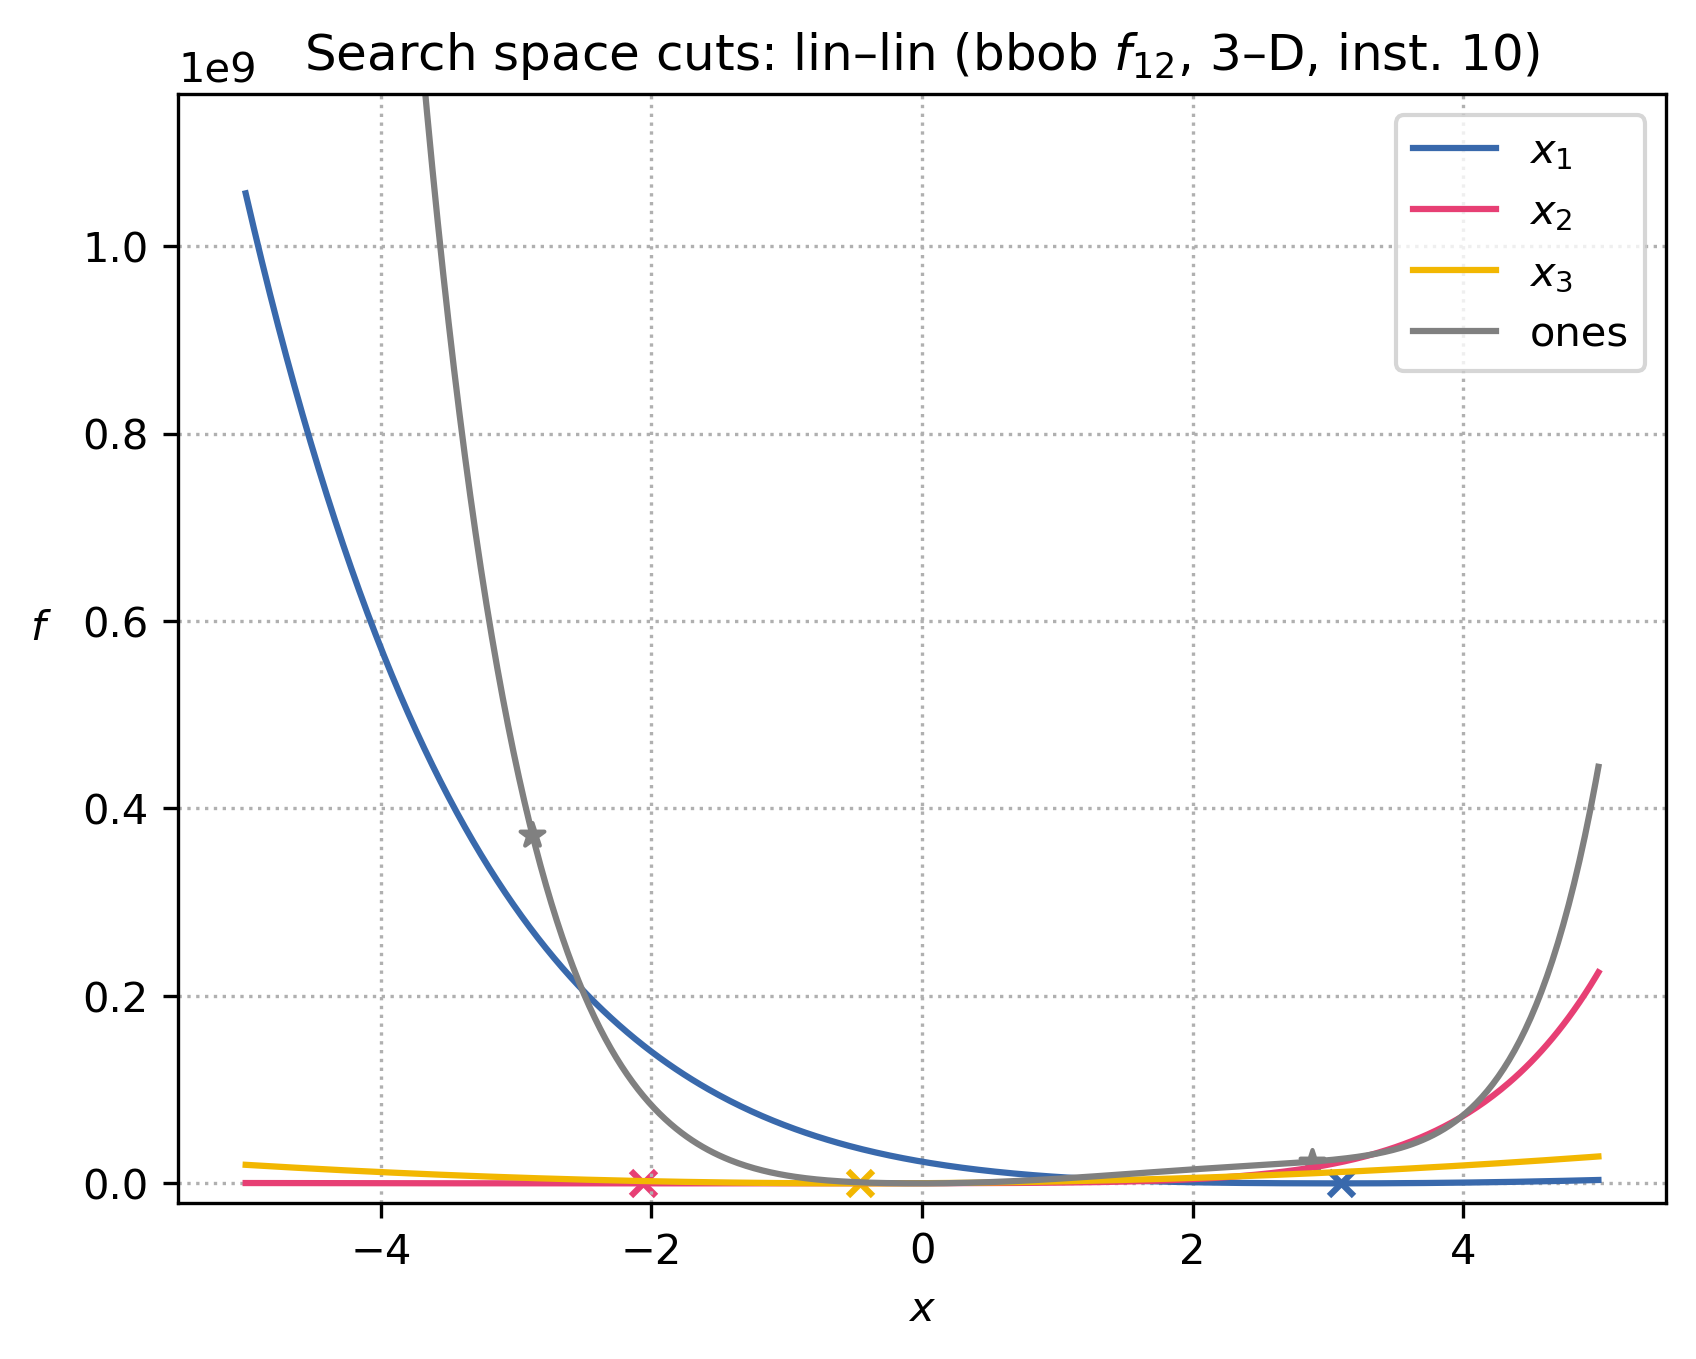 1e9
Search space cuts: lin–lin (bbob f₁₂, 3–D, inst. 10)
x₁
x₂
x₃
ones
1.0
0.8
0.6
0.4
0.2
0.0
f
−4
−2
0
2
4
x